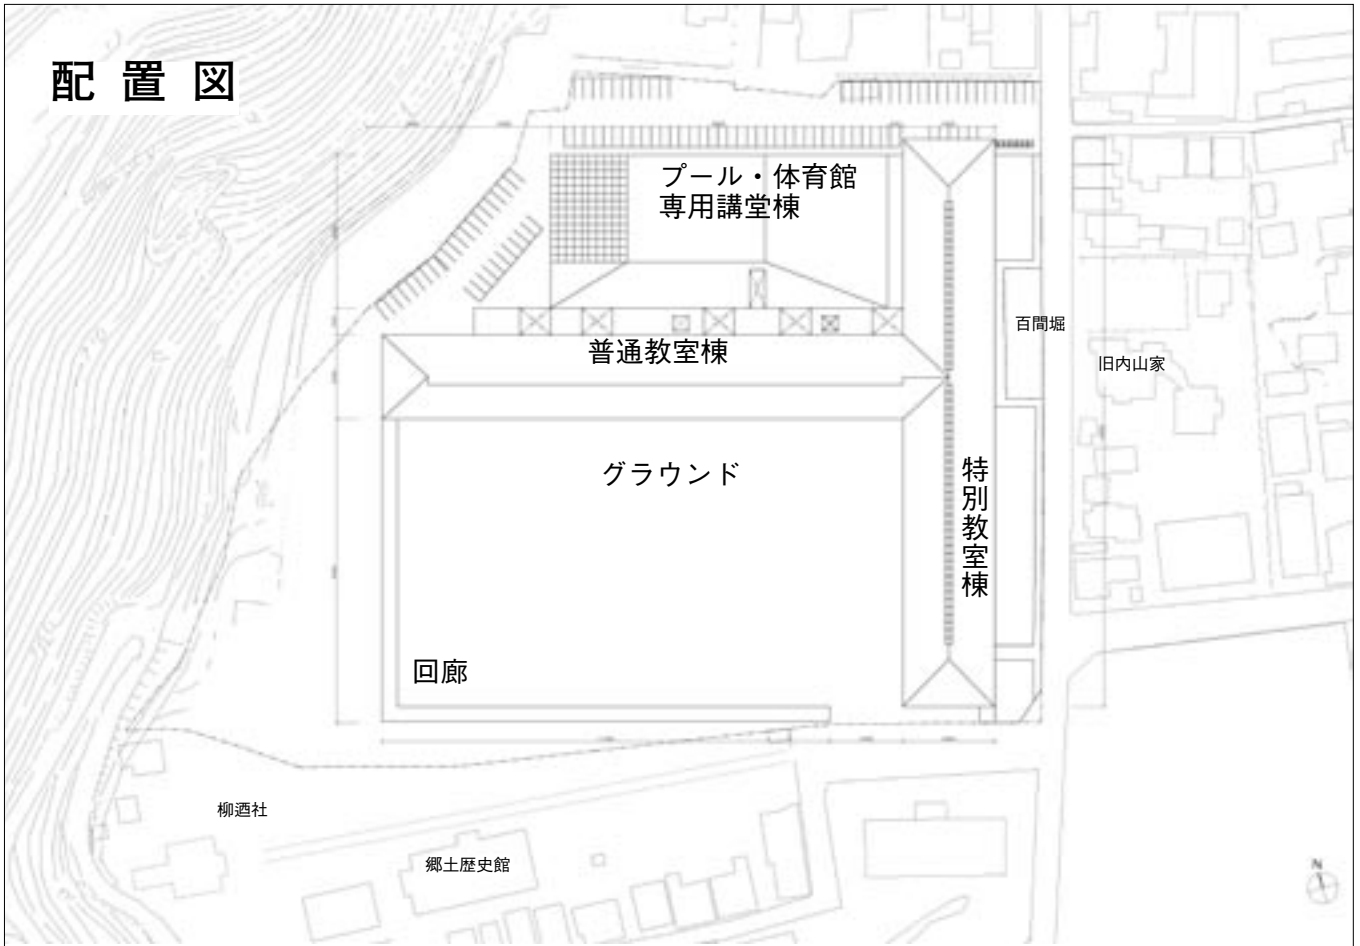 配置図
プール・体育館
専用講堂棟
百間堀
普通教室棟
旧内山家
グラウンド
特別教室棟
回廊
柳迺社
郷土歴史館
N